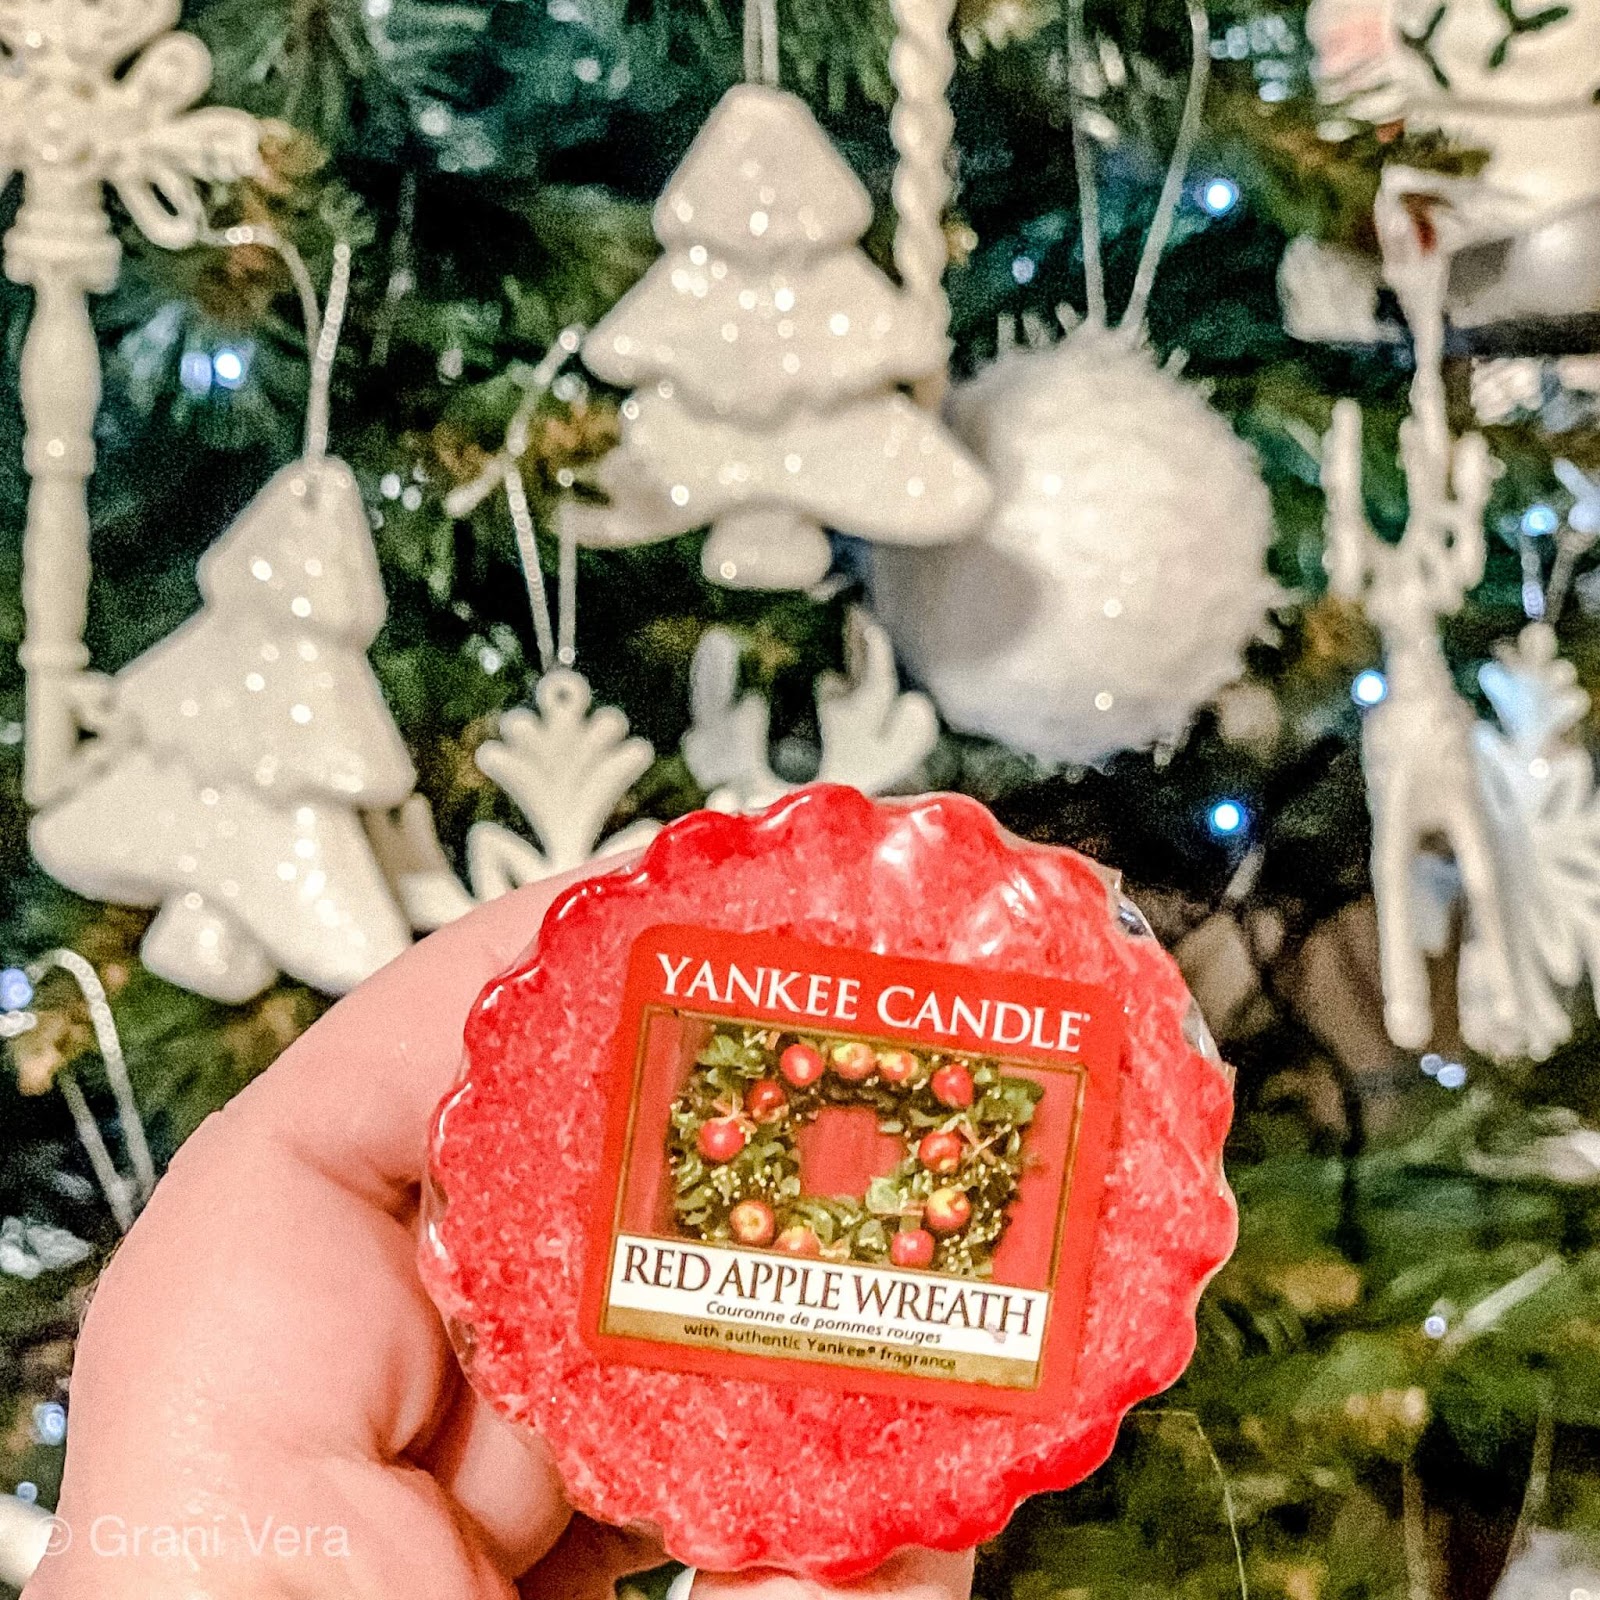 YANKEE CANDLE®
RED APPLE WREATH
Couronne de pommes rouges
with authentic Yankee® fragrance
© Grani Vera